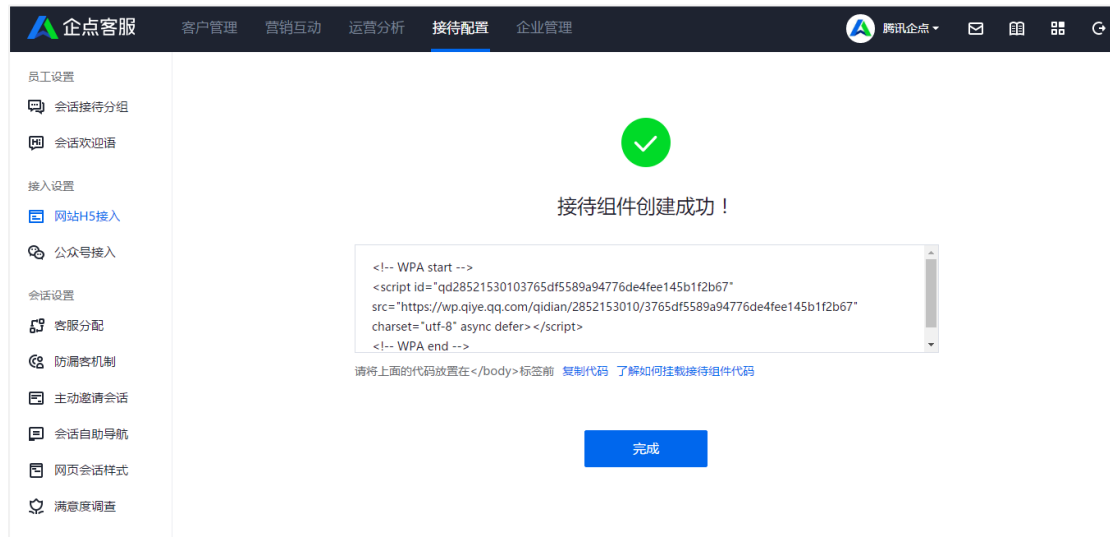 企点客服 客户管理 营销互动 运营分析 接待配置 企业管理 腾讯企点
员工设置
会话接待分组
Hi 会话欢迎语
接入设置
网站H5接入
公众号接入
会话设置
客服分配
防漏客机制
主动邀请会话
会话自助导航
网页会话样式
满意度调查
接待组件创建成功！
<!-- WPA start -->
<script id="qd28521530103765df5589a94776de4fee145b1f2b67"
src="https://wp.qiye.qq.com/qidian/2852153010/3765df5589a94776de4fee145b1f2b67"
charset="utf-8" async defer></script>
<!-- WPA end -->
请将上面的代码放置在</body>标签前 复制代码 了解如何挂载接待组件代码
完成